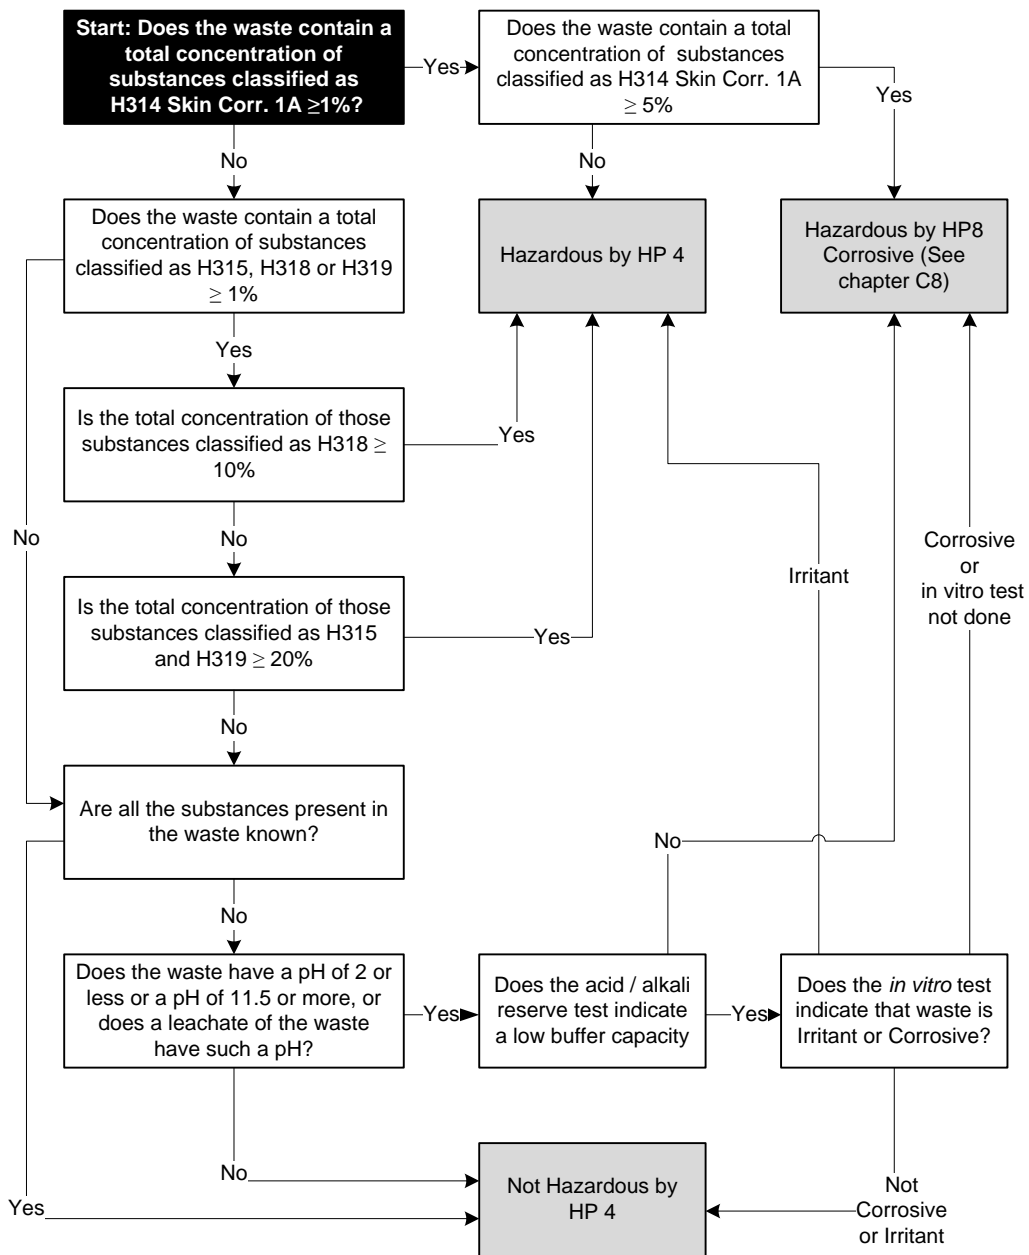 Start: Does the waste contain a
total concentration of
substances classified as
H314 Skin Corr. 1A ≥1%?
Yes
Does the waste contain a total
concentration of substances
classified as H314 Skin Corr. 1A
≥ 5%
Yes
No
No
Does the waste contain a total
concentration of substances
classified as H315, H318 or H319
≥ 1%
Hazardous by HP 4
Hazardous by HP8
Corrosive (See
chapter C8)
Yes
Is the total concentration of those
substances classified as H318 ≥
10%
Yes
No
No
Corrosive
or
in vitro test
not done
Irritant
Is the total concentration of those
substances classified as H315
and H319 ≥ 20%
Yes
No
Are all the substances present in
the waste known?
No
No
Does the waste have a pH of 2 or
less or a pH of 11.5 or more, or
does a leachate of the waste
have such a pH?
Yes
Does the acid / alkali
reserve test indicate
a low buffer capacity
Yes
Does the in vitro test
indicate that waste is
Irritant or Corrosive?
No
Yes
Not Hazardous by
HP 4
Not
Corrosive
or Irritant